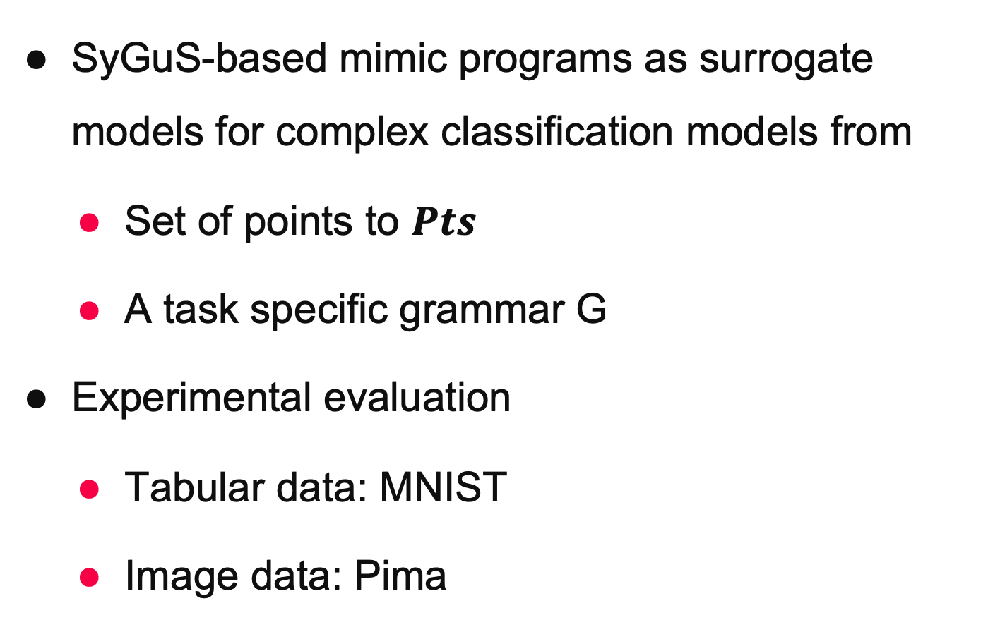 ● SyGuS-based mimic programs as surrogate
models for complex classification models from
● Set of points to Pts
● A task specific grammar G
● Experimental evaluation
● Tabular data: MNIST
● Image data: Pima